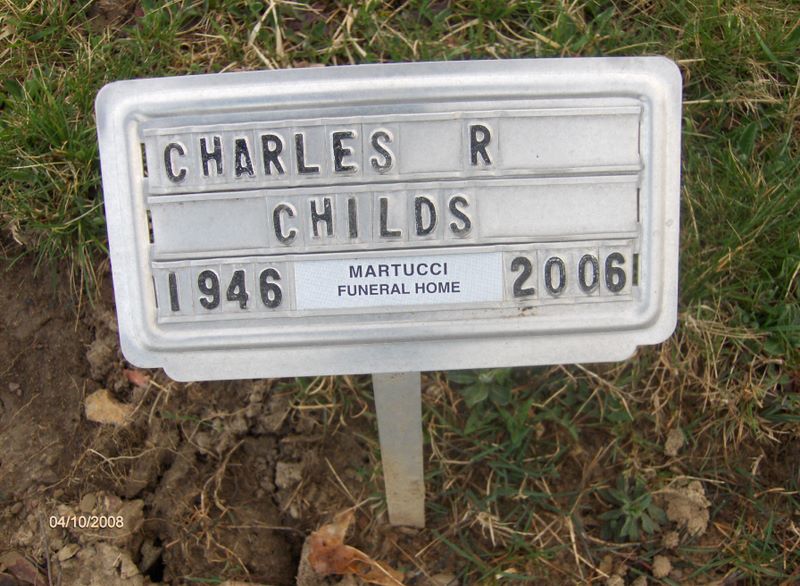 CHARLES R
CHILDS
1946 MARTUCCI FUNERAL HOME 2006
04/10/2008